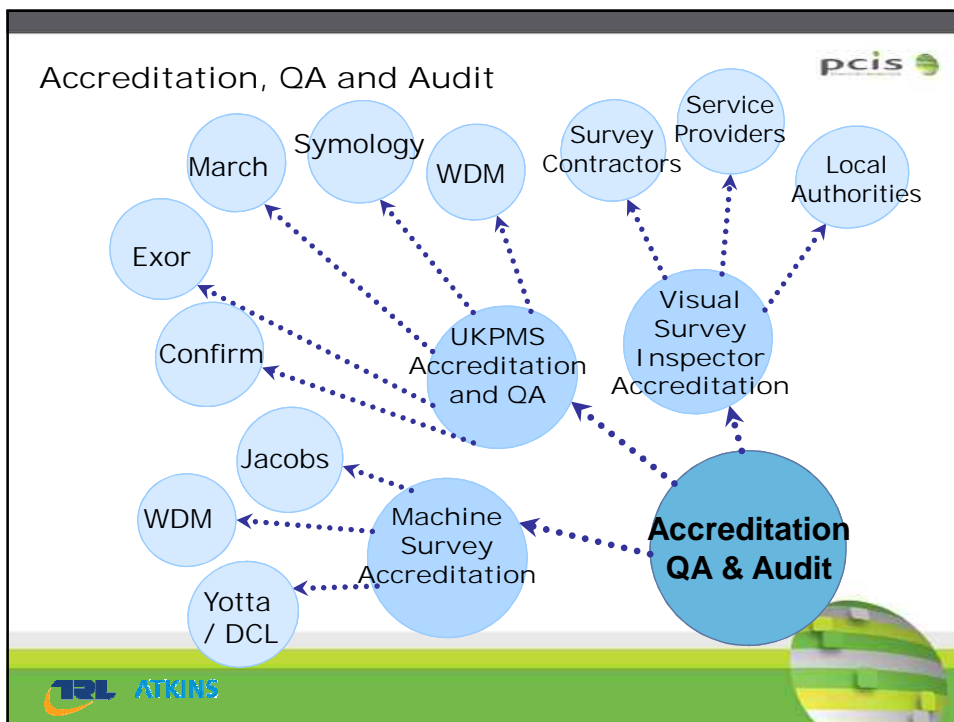 Accreditation, QA and Audit
pcis
March
Symology
WDM
Survey
Contractors
Service
Providers
Local
Authorities
Exor
Confirm
UKPMS
Accreditation
and QA
Visual
Survey
Inspector
Accreditation
Jacobs
WDM
Yotta
/ DCL
Machine
Survey
Accreditation
Accreditation
QA & Audit
TRL
ATKINS